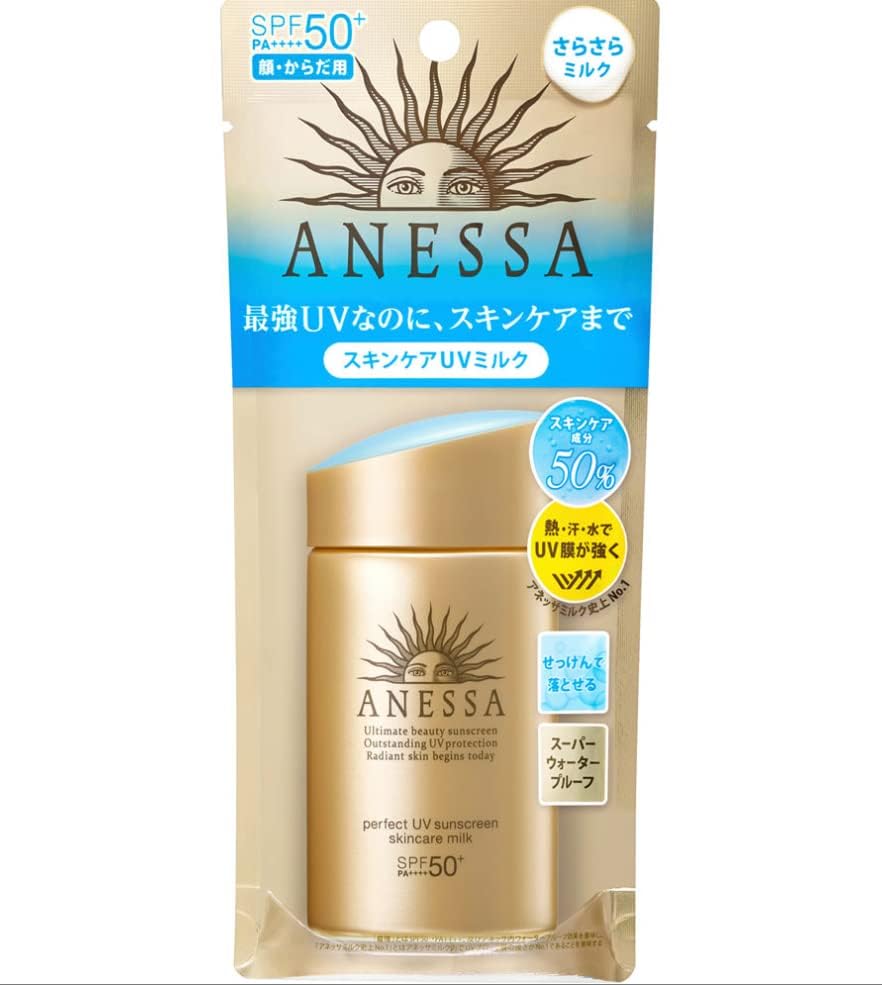 SPF50+
PA++++
顔・からだ用
さらさら
ミルク
ANESSA
最強UVなのに、スキンケアまで
スキンケアUVミルク
スキンケア
成分
50%
熱・汗・水で
UV膜が強く
アネッサミルク史上No.1
せっけんで
落とせる
スーパー
ウォーター
プルーフ
ANESSA
Ultimate beauty sunscreen
Outstanding UV protection
Radiant skin begins today
perfect UV sunscreen
skincare milk
SPF50+
PA++++